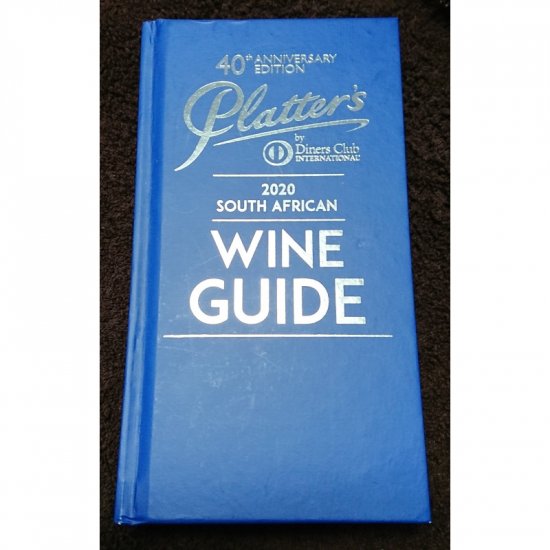 40th ANNIVERSARY
EDITION
Platter's
by Diners Club
INTERNATIONAL®
2020
SOUTH AFRICAN
WINE
GUIDE